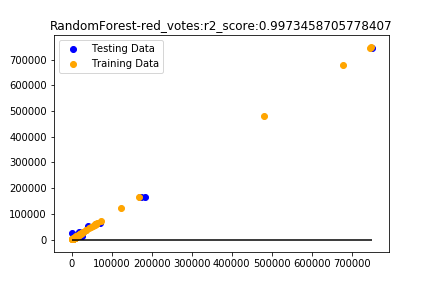 RandomForest-red_votes:r2_score:0.9973458705778407
Testing Data
Training Data
700000
600000
500000
400000
300000
200000
100000
0
0 100000 200000 300000 400000 500000 600000 700000